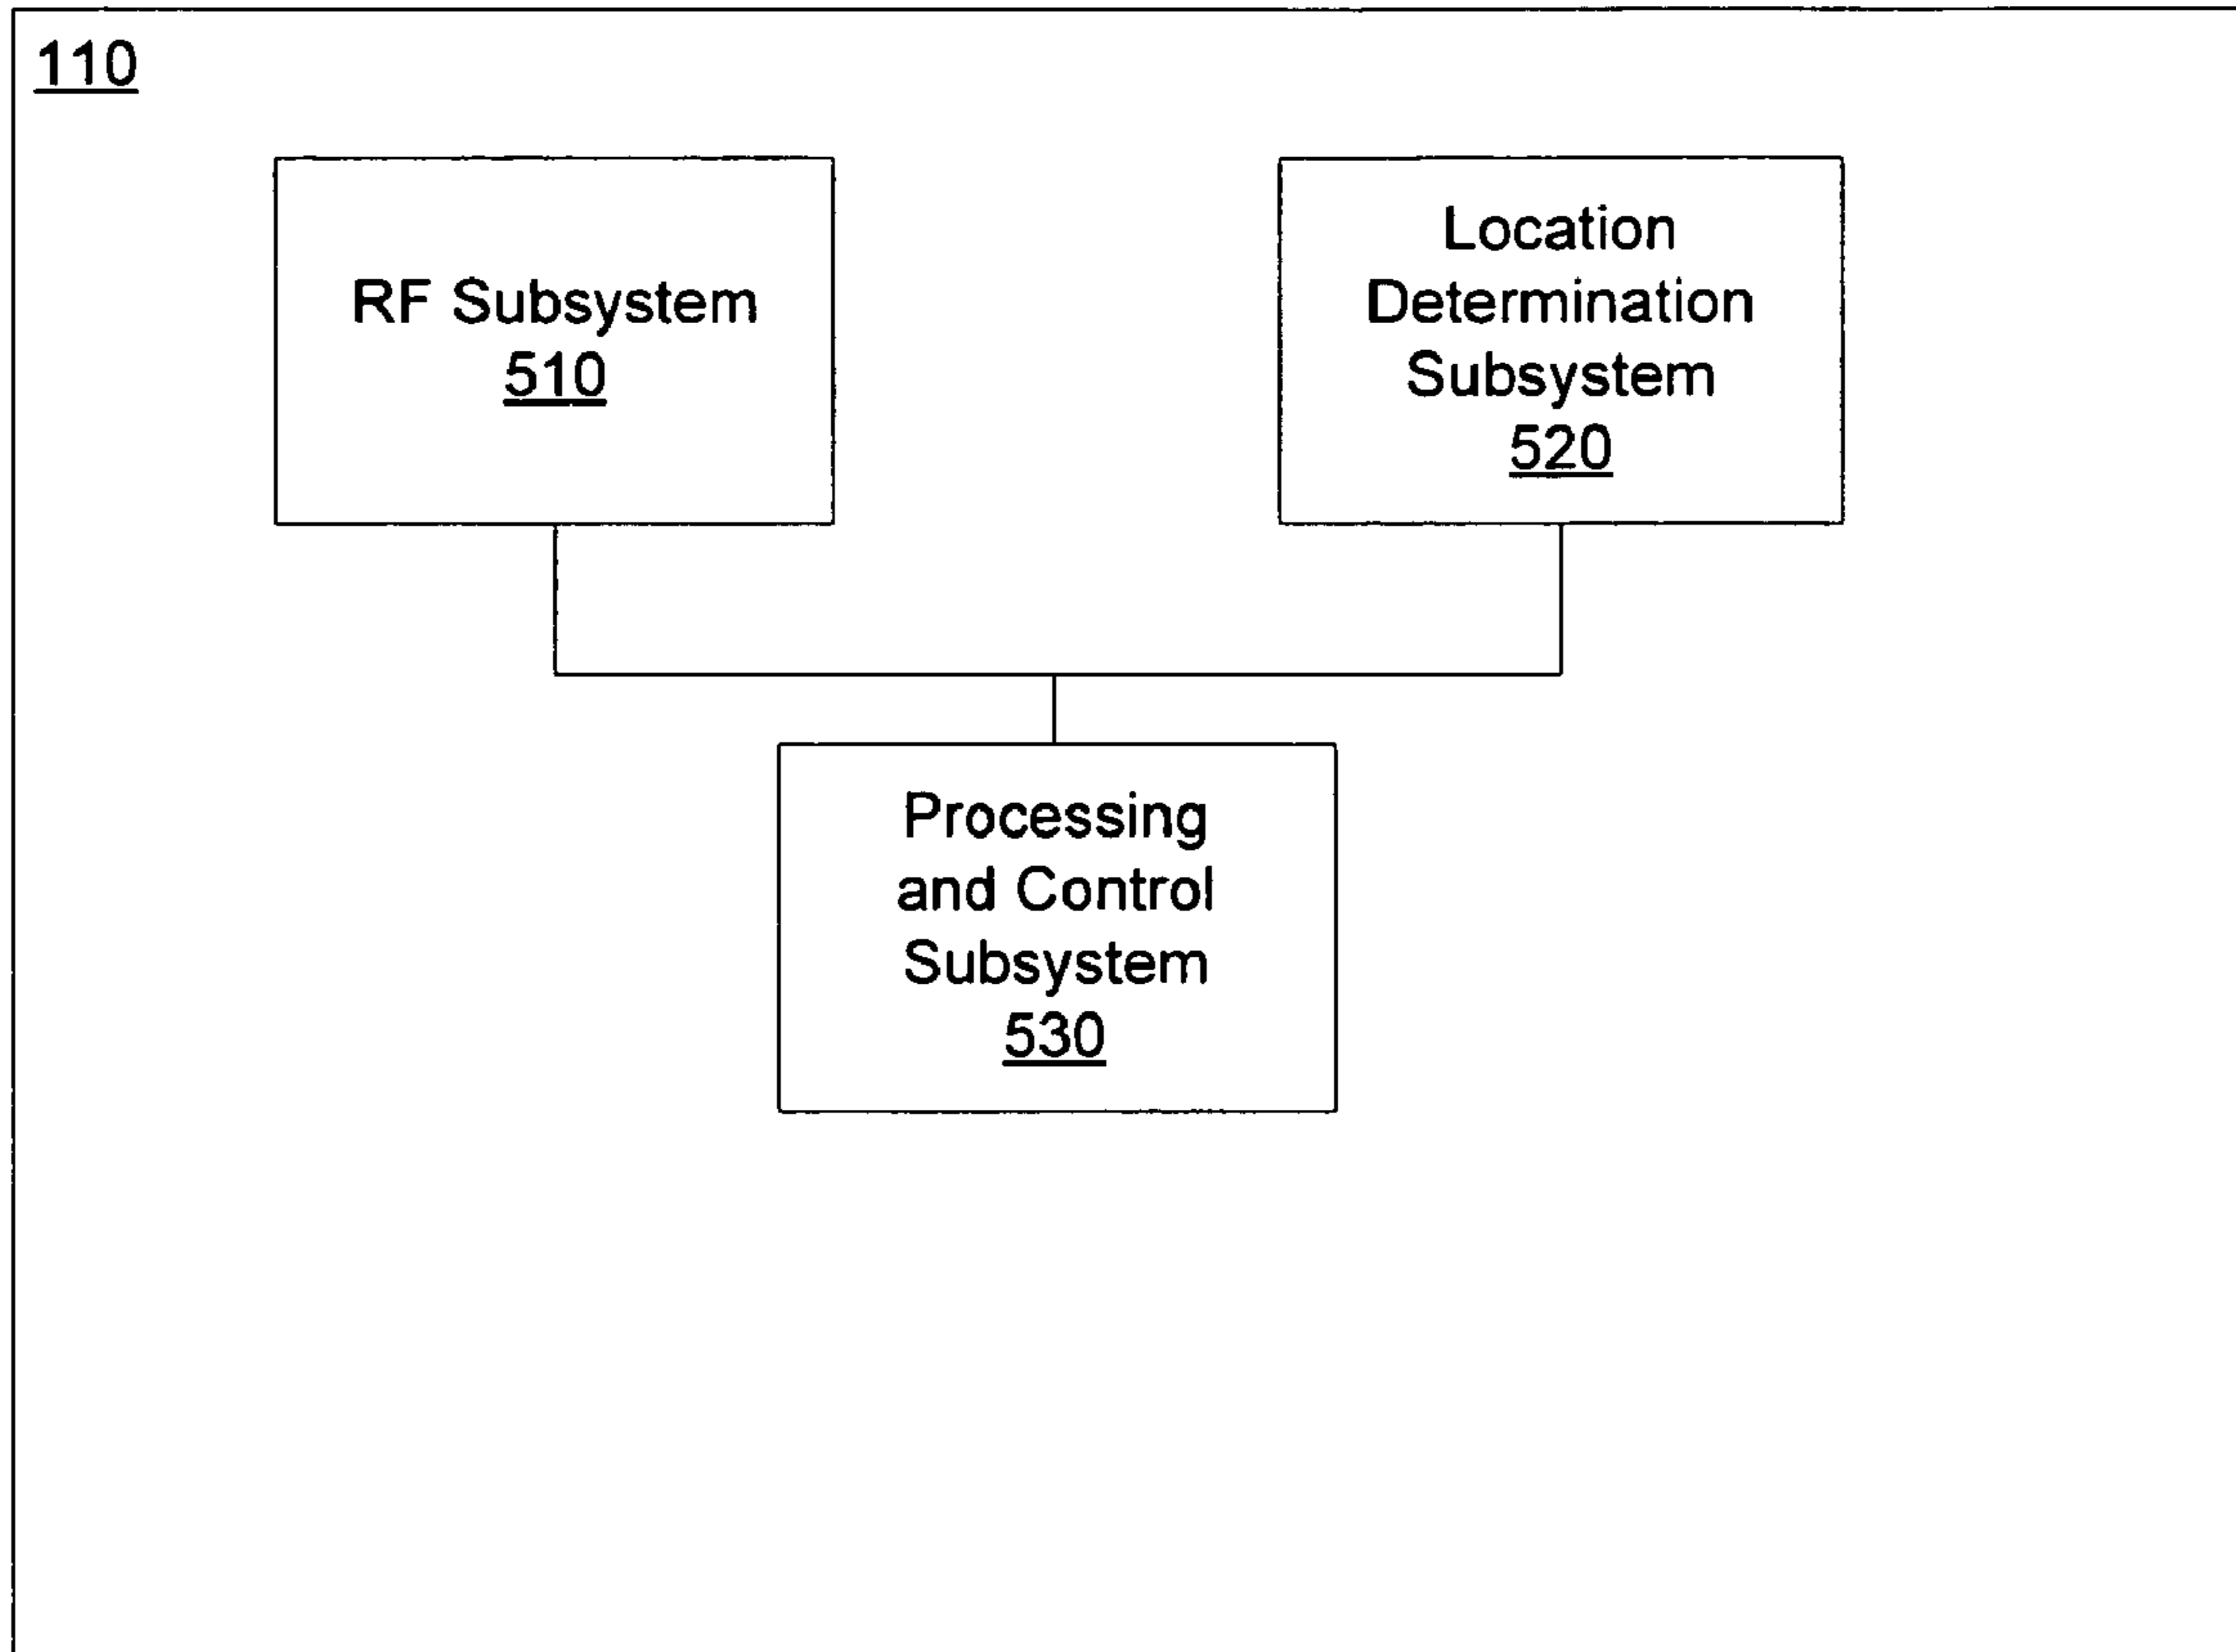 110
RF Subsystem
510
Location
Determination
Subsystem
520
Processing
and Control
Subsystem
530